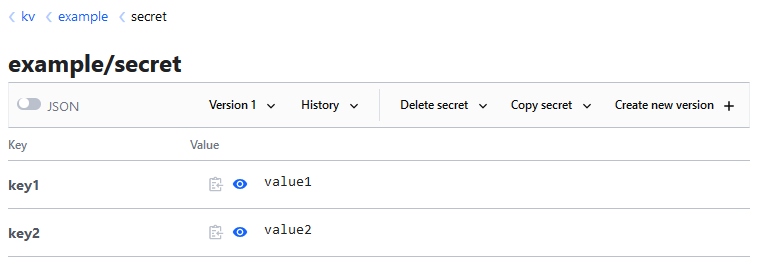 kv example secret
example/secret
JSON Version 1 History Delete secret Copy secret Create new version
Key Value
key1 value1
key2 value2